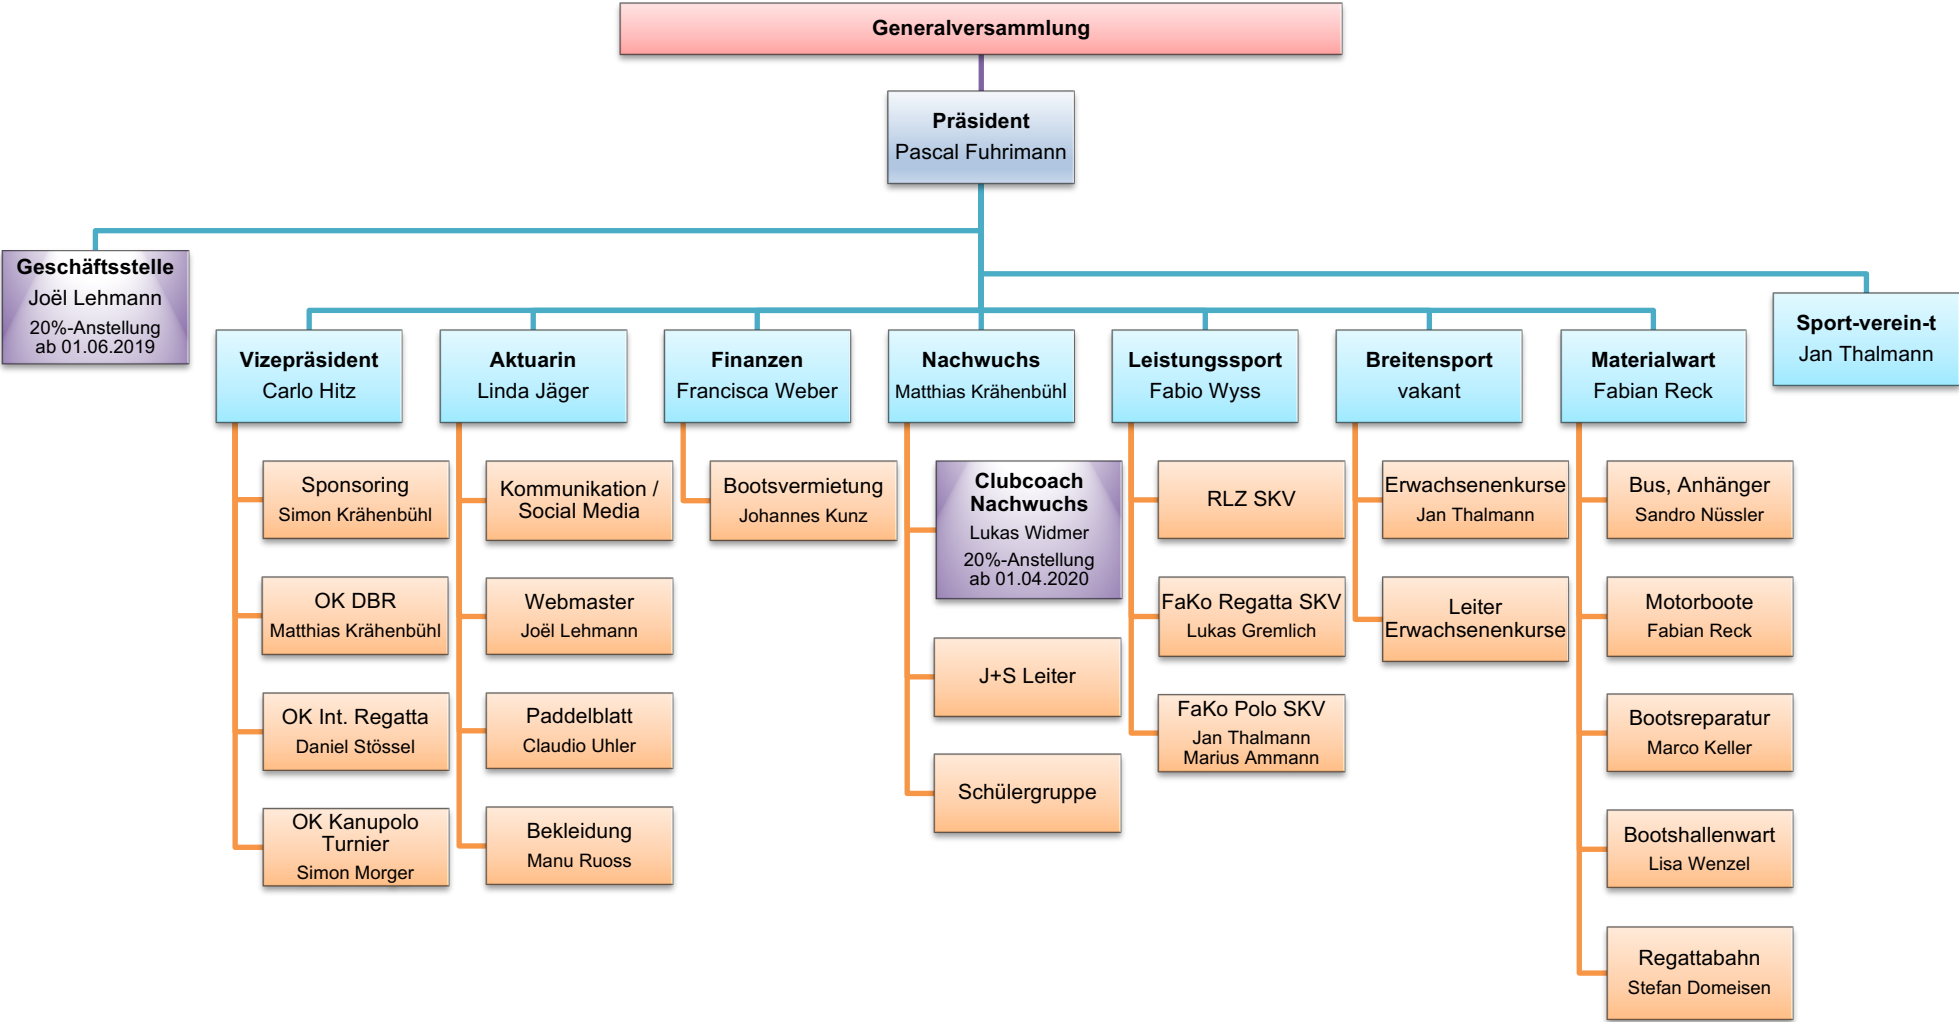 Generalversammlung
Präsident
Pascal Fuhrimann
Geschäftsstelle
Joël Lehmann
20%-Anstellung
ab 01.06.2019
Sport-verein-t
Jan Thalmann
Vizepräsident
Carlo Hitz
Aktuarin
Linda Jäger
Finanzen
Francisca Weber
Nachwuchs
Matthias Krähenbühl
Leistungssport
Fabio Wyss
Breitensport
vakant
Materialwart
Fabian Reck
Sponsoring
Simon Krähenbühl
OK DBR
Matthias Krähenbühl
OK Int. Regatta
Daniel Stössel
OK Kanupolo
Turnier
Simon Morger
Kommunikation /
Social Media
Webmaster
Joël Lehmann
Paddelblatt
Claudio Uhler
Bekleidung
Manu Ruoss
Bootsvermietung
Johannes Kunz
Clubcoach
Nachwuchs
Lukas Widmer
20%-Anstellung
ab 01.04.2020
J+S Leiter
Schülergruppe
RLZ SKV
FaKo Regatta SKV
Lukas Gremlich
FaKo Polo SKV
Jan Thalmann
Marius Ammann
Erwachsenenkurse
Jan Thalmann
Leiter
Erwachsenenkurse
Bus, Anhänger
Sandro Nüssler
Motorboote
Fabian Reck
Bootsreparatur
Marco Keller
Bootshallenwart
Lisa Wenzel
Regattabahn
Stefan Domeisen